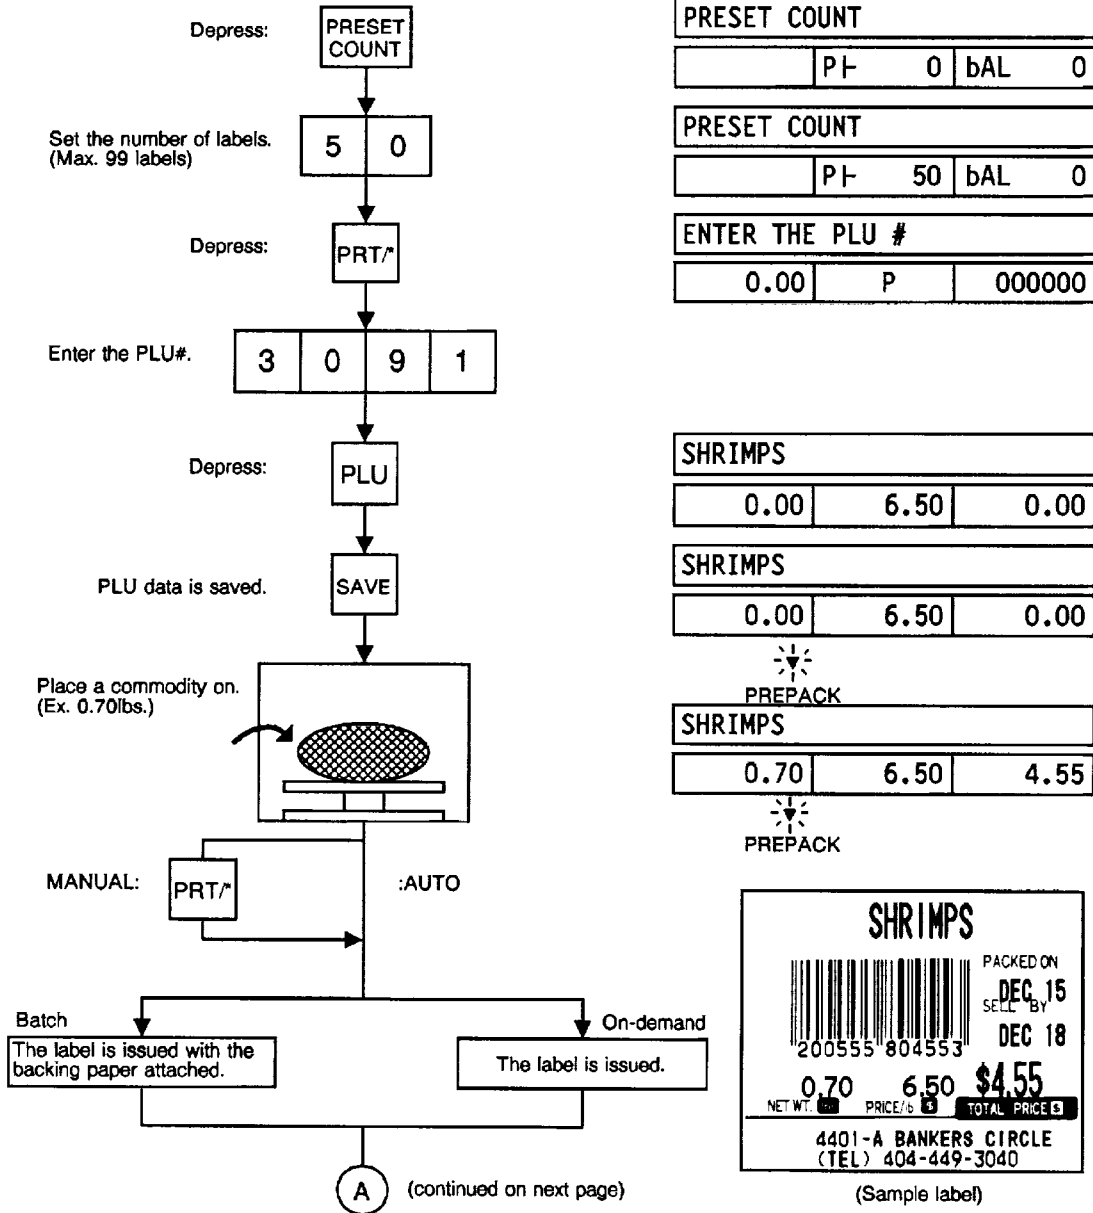 Depress:
PRESET
COUNT
PRESET COUNT
P⊦ 0 bAL 0
Set the number of labels.
(Max. 99 labels)
5 0
PRESET COUNT
P⊦ 50 bAL 0
Depress:
PRT/*
ENTER THE PLU #
0.00 P 000000
Enter the PLU#.
3 0 9 1
Depress:
PLU
SHRIMPS
0.00 6.50 0.00
PLU data is saved.
SAVE
SHRIMPS
0.00 6.50 0.00
PREPACK
Place a commodity on.
(Ex. 0.70lbs.)
SHRIMPS
0.70 6.50 4.55
PREPACK
MANUAL:
PRT/*
:AUTO
Batch
The label is issued with the
backing paper attached.
On-demand
The label is issued.
A
(continued on next page)
SHRIMPS
PACKED ON
DEC 15
SELL BY
DEC 18
200555 804553
0.70 6.50 $4.55
NET WT. PRICE/lb $ TOTAL PRICE $
4401-A BANKERS CIRCLE
(TEL) 404-449-3040
(Sample label)